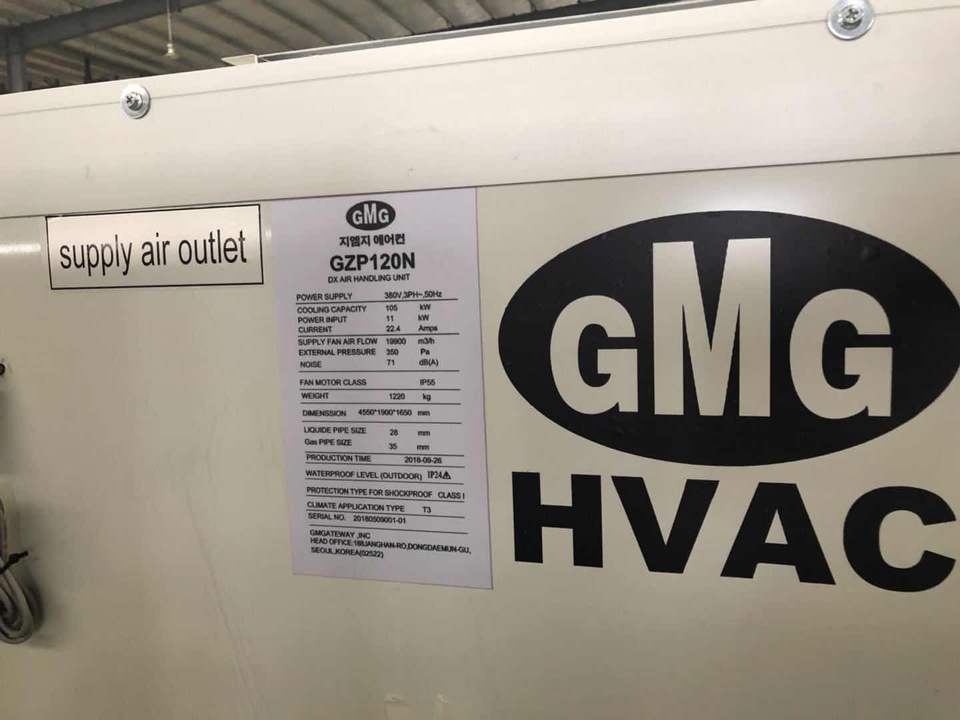 supply air outlet
GMG
지엠지 에어컨
GZP120N
DX AIR HANDLING UNIT
POWER SUPPLY 380V,3PH~,50Hz
COOLING CAPACITY 105 kW
POWER INPUT 11 kW
CURRENT 22.4 Amps
SUPPLY FAN AIR FLOW 19900 m3/h
EXTERNAL PRESSURE 350 Pa
NOISE 71 dB(A)
FAN MOTOR CLASS IP55
WEIGHT 1220 kg
DIMENSSION 4550*1900*1650 mm
LIQUIDE PIPE SIZE 28 mm
Gas PIPE SIZE 35 mm
PRODUCTION TIME 2018-09-26
WATERPROOF LEVEL (OUTDOOR) IP24
PROTECTION TYPE FOR SHOCKPROOF CLASS I
CLIMATE APPLICATION TYPE T3
SERIAL NO. 20180509001-01
GMGATEWAY ,INC
HEAD OFFICE: DONGDAEMUN-GU,
SEOUL,KOREA(02522)
GMG
HVAC